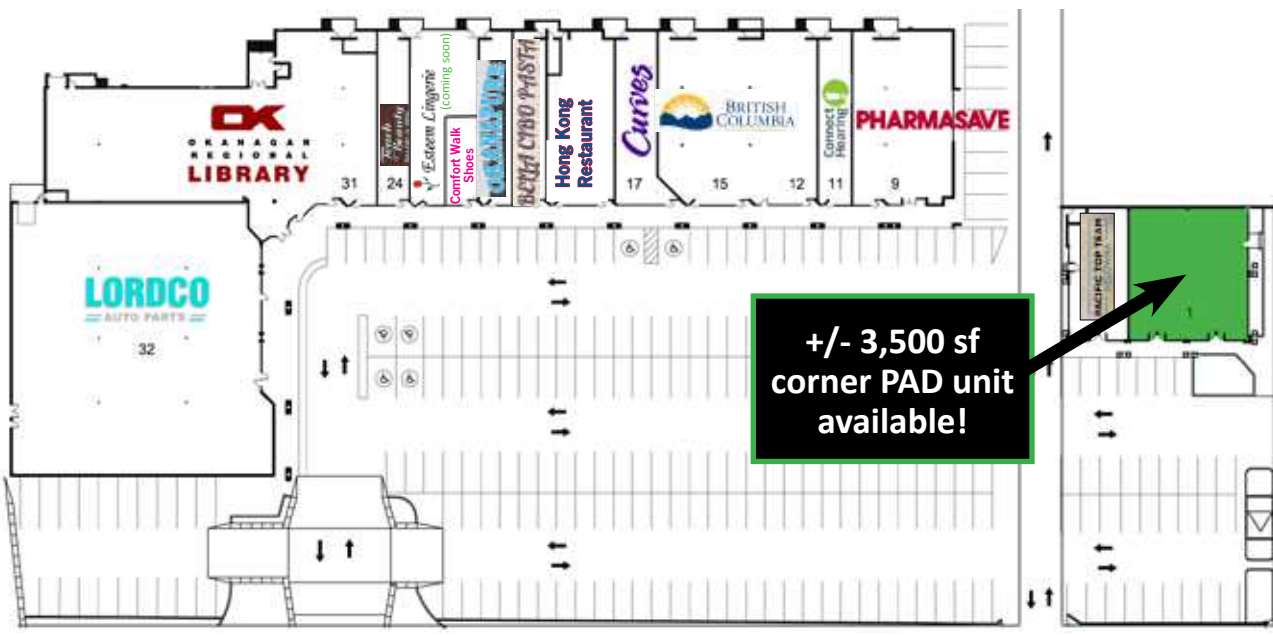 OK
OKANAGAN
REGIONAL
LIBRARY
31
24
Beauty
Esteem Lingerie
(coming soon)
Comfort Walk
Shoes
BELLA CIBO PASTA
Hong Kong
Restaurant
Curves
17
BRITISH
COLUMBIA
15
12
Connect
Hearing
11
PHARMASAVE
9
LORDCO
AUTO PARTS
32
PACIFIC TOP TEAM
1
+/- 3,500 sf
corner PAD unit
available!